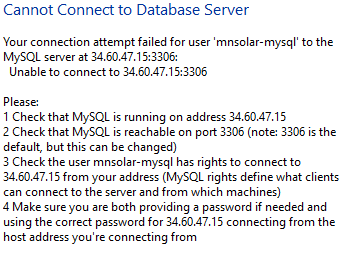 Cannot Connect to Database Server
Your connection attempt failed for user 'mnsolar-mysql' to the
MySQL server at 34.60.47.15:3306:
Unable to connect to 34.60.47.15:3306
Please:
1 Check that MySQL is running on address 34.60.47.15
2 Check that MySQL is reachable on port 3306 (note: 3306 is the
default, but this can be changed)
3 Check the user mnsolar-mysql has rights to connect to
34.60.47.15 from your address (MySQL rights define what clients
can connect to the server and from which machines)
4 Make sure you are both providing a password if needed and
using the correct password for 34.60.47.15 connecting from the
host address you're connecting from